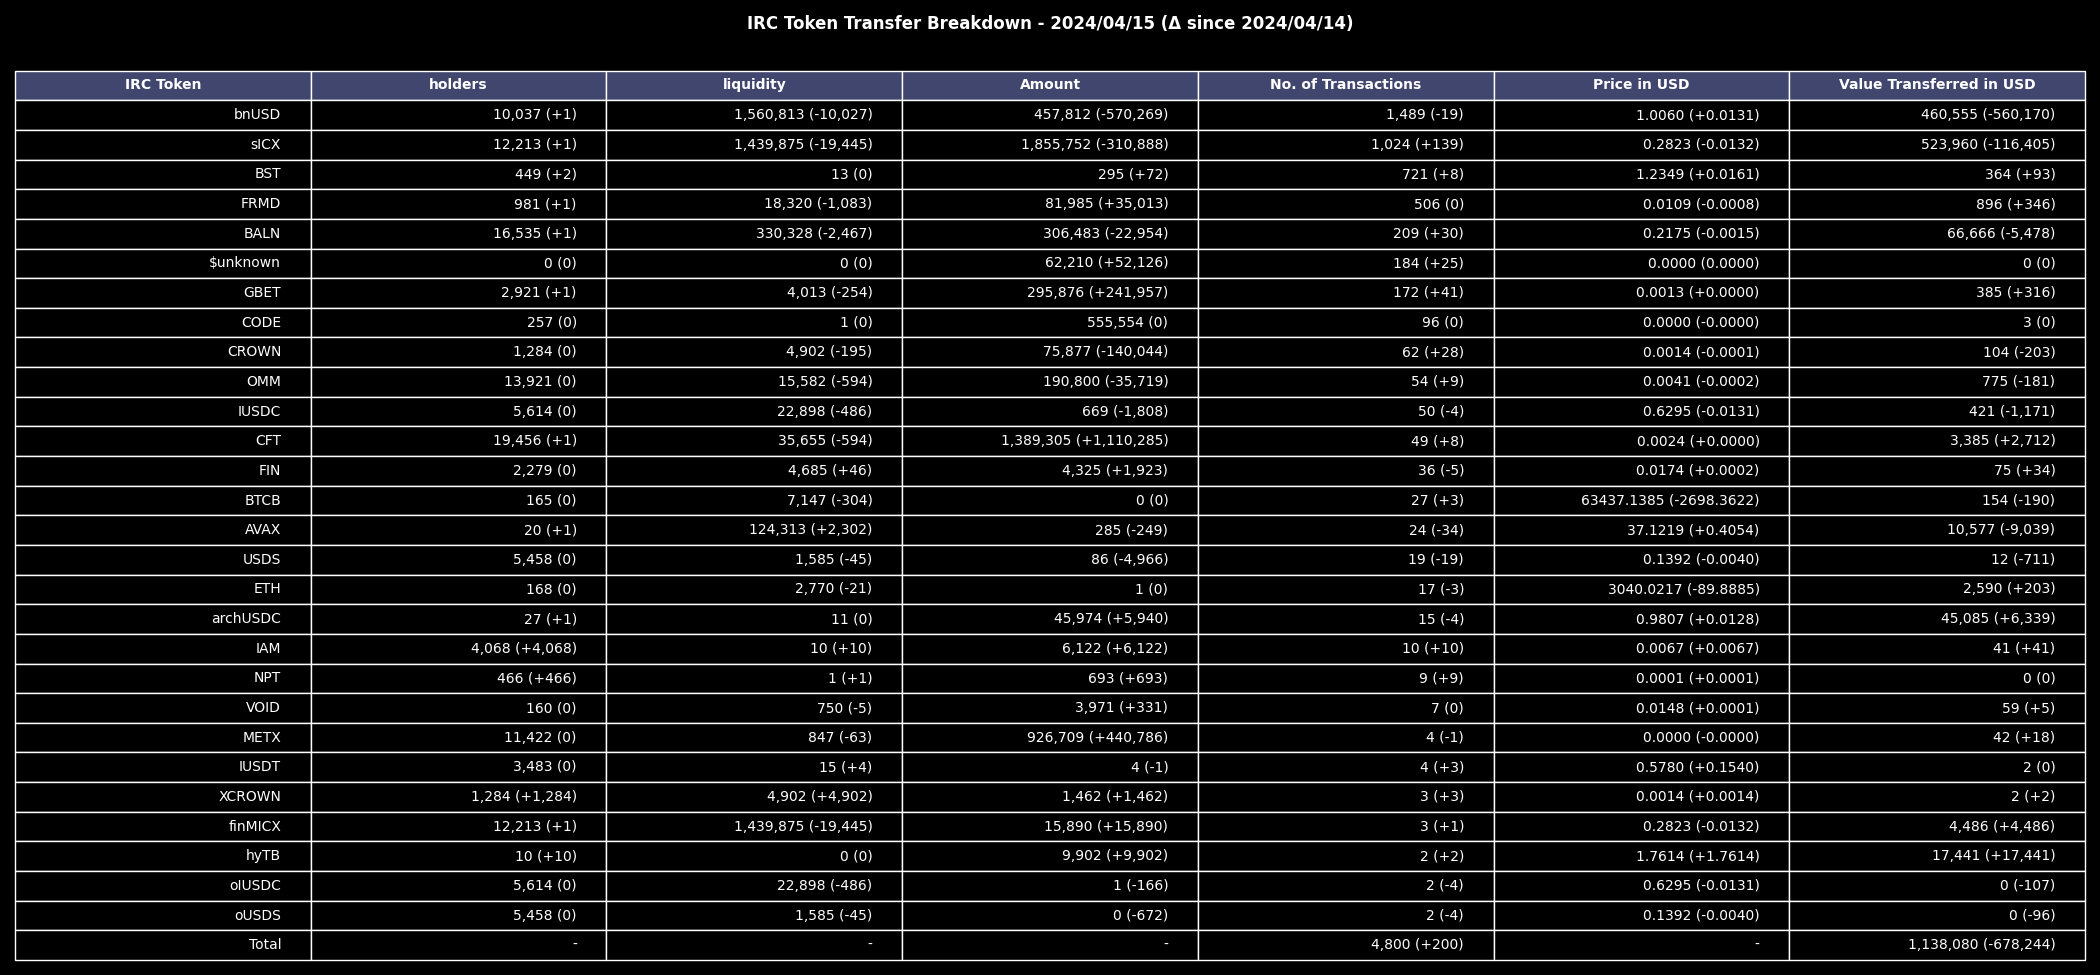 IRC Token Transfer Breakdown - 2024/04/15 (Δ since 2024/04/14)
IRC Token holders liquidity Amount No. of Transactions Price in USD Value Transferred in USD
bnUSD 10,037 (+1) 1,560,813 (-10,027) 457,812 (-570,269) 1,489 (-19) 1.0060 (+0.0131) 460,555 (-560,170)
sICX 12,213 (+1) 1,439,875 (-19,445) 1,855,752 (-310,888) 1,024 (+139) 0.2823 (-0.0132) 523,960 (-116,405)
BST 449 (+2) 13 (0) 295 (+72) 721 (+8) 1.2349 (+0.0161) 364 (+93)
FRMD 981 (+1) 18,320 (-1,083) 81,985 (+35,013) 506 (0) 0.0109 (-0.0008) 896 (+346)
BALN 16,535 (+1) 330,328 (-2,467) 306,483 (-22,954) 209 (+30) 0.2175 (-0.0015) 66,666 (-5,478)
$unknown 0 (0) 0 (0) 62,210 (+52,126) 184 (+25) 0.0000 (0.0000) 0 (0)
GBET 2,921 (+1) 4,013 (-254) 295,876 (+241,957) 172 (+41) 0.0013 (+0.0000) 385 (+316)
CODE 257 (0) 1 (0) 555,554 (0) 96 (0) 0.0000 (-0.0000) 3 (0)
CROWN 1,284 (0) 4,902 (-195) 75,877 (-140,044) 62 (+28) 0.0014 (-0.0001) 104 (-203)
OMM 13,921 (0) 15,582 (-594) 190,800 (-35,719) 54 (+9) 0.0041 (-0.0002) 775 (-181)
IUSDC 5,614 (0) 22,898 (-486) 669 (-1,808) 50 (-4) 0.6295 (-0.0131) 421 (-1,171)
CFT 19,456 (+1) 35,655 (-594) 1,389,305 (+1,110,285) 49 (+8) 0.0024 (+0.0000) 3,385 (+2,712)
FIN 2,279 (0) 4,685 (+46) 4,325 (+1,923) 36 (-5) 0.0174 (+0.0002) 75 (+34)
BTCB 165 (0) 7,147 (-304) 0 (0) 27 (+3) 63437.1385 (-2698.3622) 154 (-190)
AVAX 20 (+1) 124,313 (+2,302) 285 (-249) 24 (-34) 37.1219 (+0.4054) 10,577 (-9,039)
USDS 5,458 (0) 1,585 (-45) 86 (-4,966) 19 (-19) 0.1392 (-0.0040) 12 (-711)
ETH 168 (0) 2,770 (-21) 1 (0) 17 (-3) 3040.0217 (-89.8885) 2,590 (+203)
archUSDC 27 (+1) 11 (0) 45,974 (+5,940) 15 (-4) 0.9807 (+0.0128) 45,085 (+6,339)
IAM 4,068 (+4,068) 10 (+10) 6,122 (+6,122) 10 (+10) 0.0067 (+0.0067) 41 (+41)
NPT 466 (+466) 1 (+1) 693 (+693) 9 (+9) 0.0001 (+0.0001) 0 (0)
VOID 160 (0) 750 (-5) 3,971 (+331) 7 (0) 0.0148 (+0.0001) 59 (+5)
METX 11,422 (0) 847 (-63) 926,709 (+440,786) 4 (-1) 0.0000 (-0.0000) 42 (+18)
IUSDT 3,483 (0) 15 (+4) 4 (-1) 4 (+3) 0.5780 (+0.1540) 2 (0)
XCROWN 1,284 (+1,284) 4,902 (+4,902) 1,462 (+1,462) 3 (+3) 0.0014 (+0.0014) 2 (+2)
finMICX 12,213 (+1) 1,439,875 (-19,445) 15,890 (+15,890) 3 (+1) 0.2823 (-0.0132) 4,486 (+4,486)
hyTB 10 (+10) 0 (0) 9,902 (+9,902) 2 (+2) 1.7614 (+1.7614) 17,441 (+17,441)
oIUSDC 5,614 (0) 22,898 (-486) 1 (-166) 2 (-4) 0.6295 (-0.0131) 0 (-107)
oUSDS 5,458 (0) 1,585 (-45) 0 (-672) 2 (-4) 0.1392 (-0.0040) 0 (-96)
Total - - - 4,800 (+200) - 1,138,080 (-678,244)